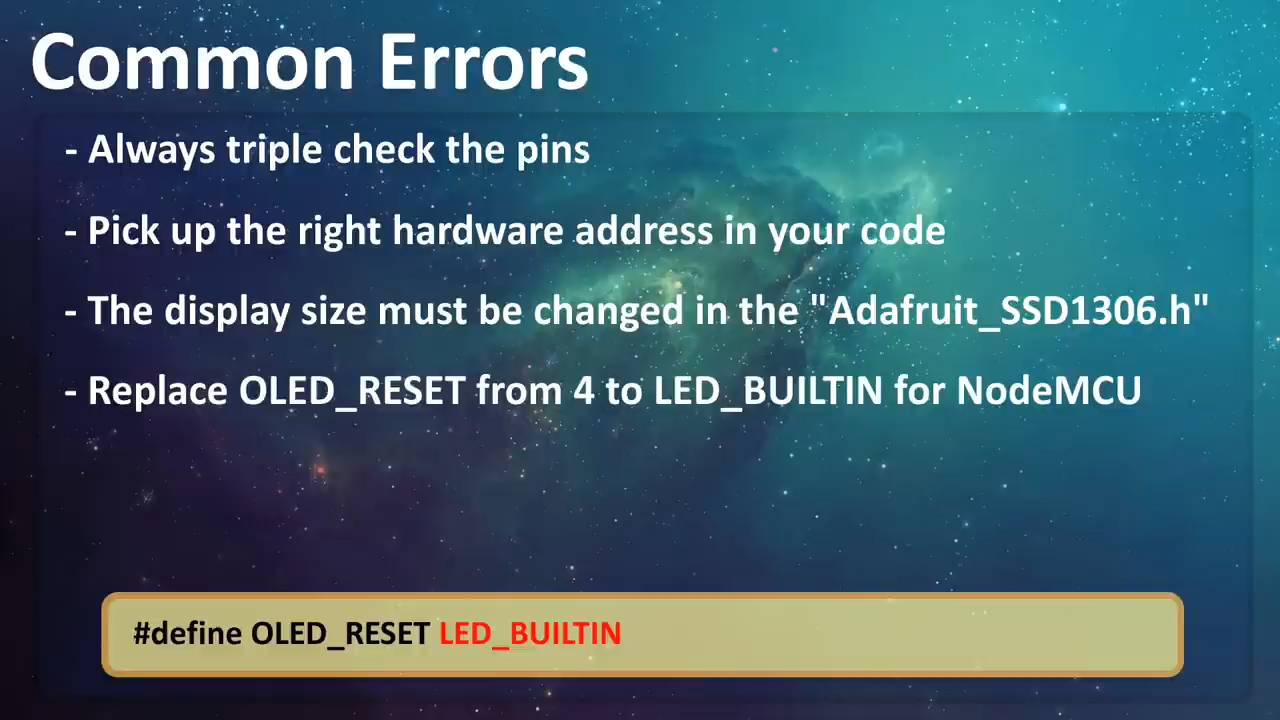 Common Errors
- Always triple check the pins
- Pick up the right hardware address in your code
- The display size must be changed in the "Adafruit_SSD1306.h"
- Replace OLED_RESET from 4 to LED_BUILTIN for NodeMCU
#define OLED_RESET LED_BUILTIN